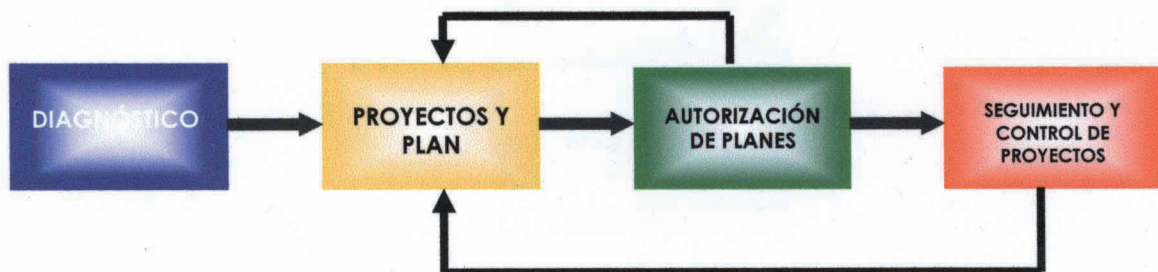 DIAGNÓSTICO
PROYECTOS Y
PLAN
AUTORIZACIÓN
DE PLANES
SEGUIMIENTO Y
CONTROL DE
PROYECTOS